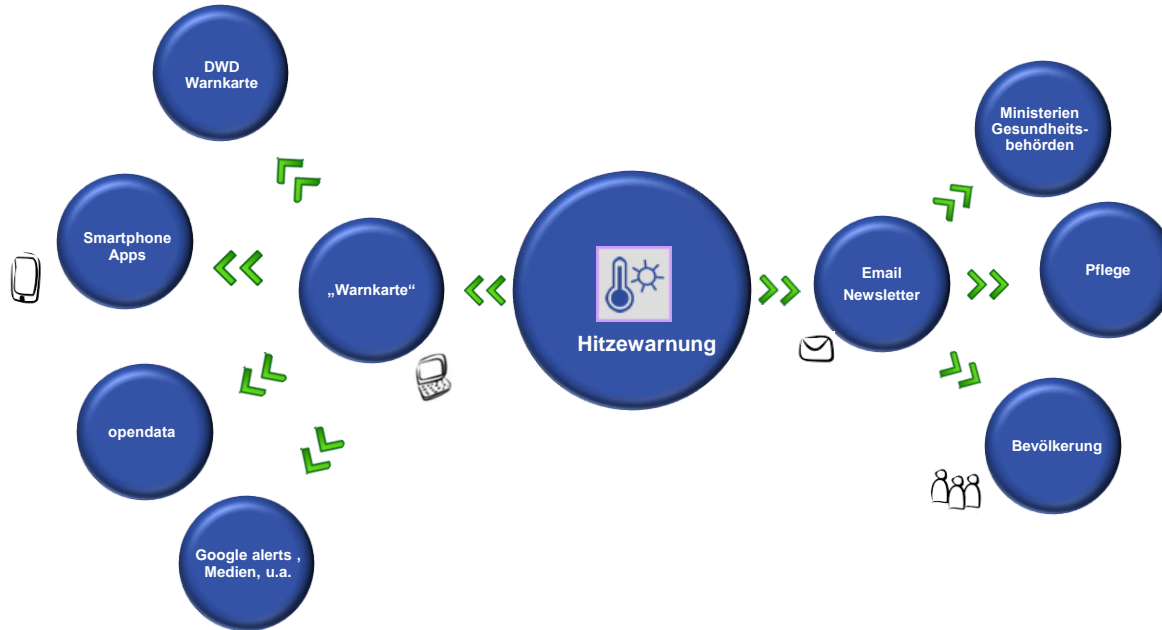 DWD
Warnkarte
Smartphone
Apps
„Warnkarte“
opendata
Google alerts ,
Medien, u.a.
Hitzewarnung
Email
Newsletter
Ministerien
Gesundheits-
behörden
Pflege
Bevölkerung